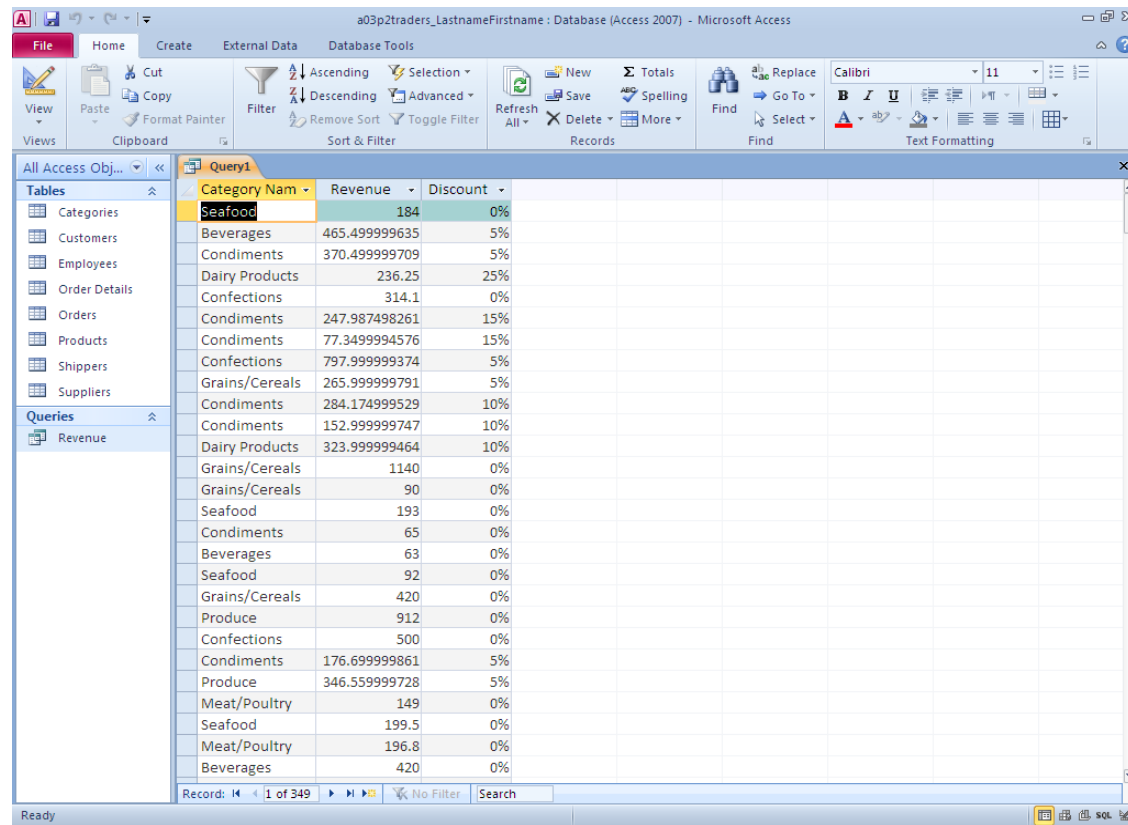 A a03p2traders_LastnameFirstname : Database (Access 2007) - Microsoft Access
File Home Create External Data Database Tools
Cut Ascending Selection New Totals Replace Calibri 11
Copy Descending Advanced Save Spelling Go To B I U
View Paste Format Painter Filter Remove Sort Toggle Filter Refresh All Delete More Find Select A ab
Views Clipboard Sort & Filter Records Find Text Formatting
All Access Obj... « Query1 x
Tables Category Nam Revenue Discount
Categories Seafood 184 0%
Customers Beverages 465.499999635 5%
Employees Condiments 370.499999709 5%
Order Details Dairy Products 236.25 25%
Orders Confections 314.1 0%
Products Condiments 247.987498261 15%
Shippers Condiments 77.3499994576 15%
Suppliers Confections 797.999999374 5%
Queries Grains/Cereals 265.999999791 5%
Revenue Condiments 284.174999529 10%
Condiments 152.999999747 10%
Dairy Products 323.999999464 10%
Grains/Cereals 1140 0%
Grains/Cereals 90 0%
Seafood 193 0%
Condiments 65 0%
Beverages 63 0%
Seafood 92 0%
Grains/Cereals 420 0%
Produce 912 0%
Confections 500 0%
Condiments 176.699999861 5%
Produce 346.559999728 5%
Meat/Poultry 149 0%
Seafood 199.5 0%
Meat/Poultry 196.8 0%
Beverages 420 0%
Record: 1 of 349 No Filter Search
Ready SQL